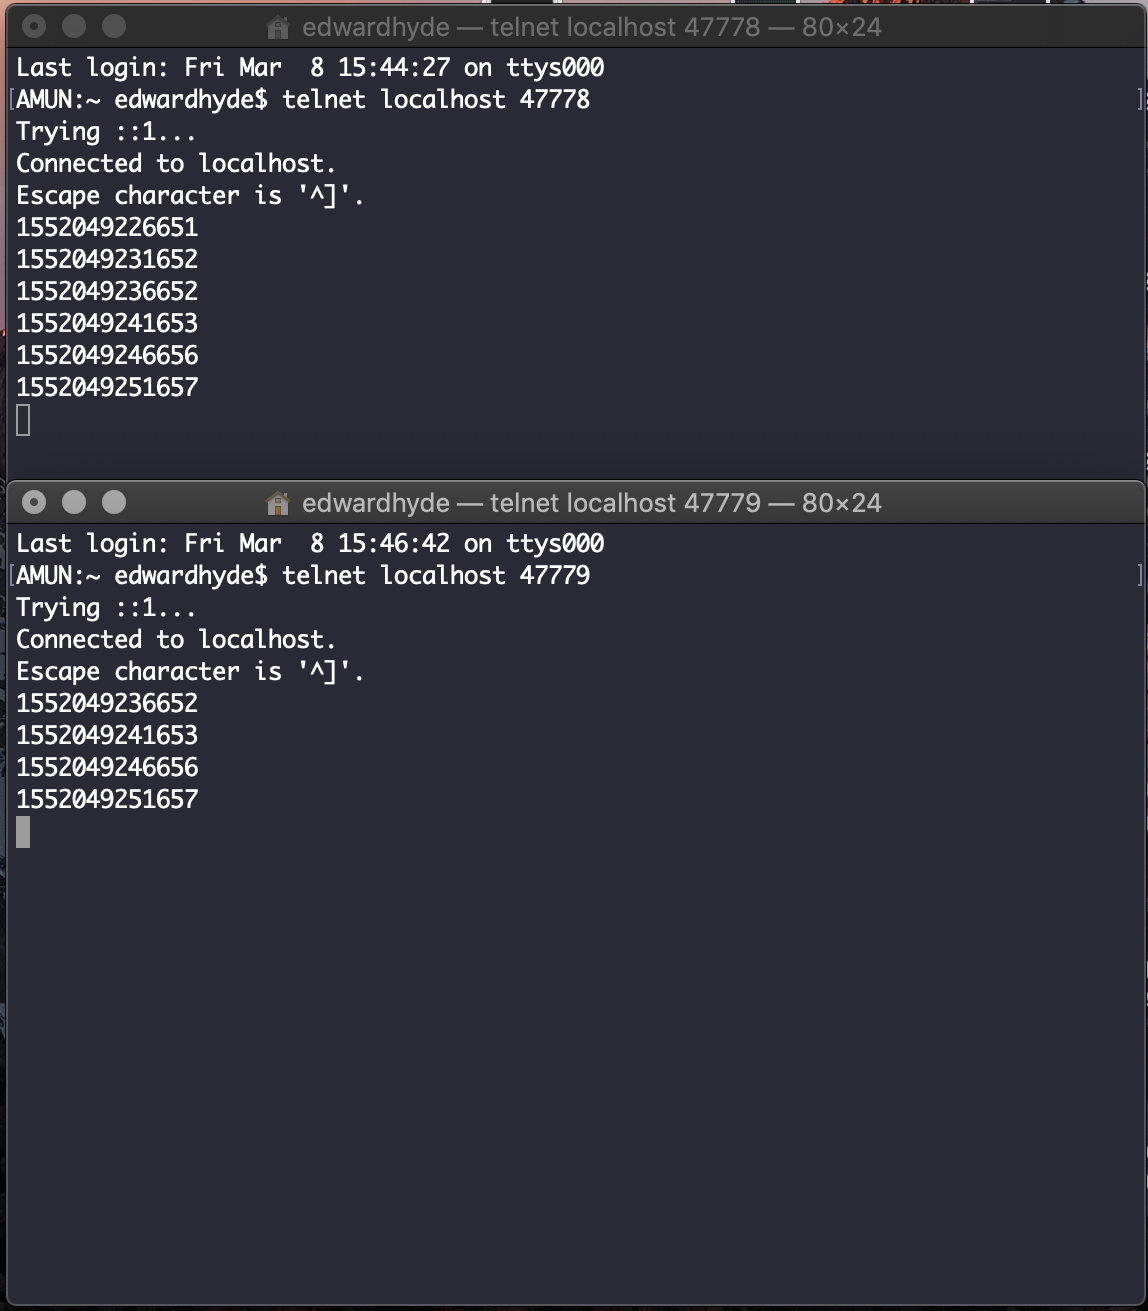 edwardhyde — telnet localhost 47778 — 80×24
Last login: Fri Mar  8 15:44:27 on ttys000
[AMUN:~ edwardhyde$ telnet localhost 47778 ]
Trying ::1...
Connected to localhost.
Escape character is '^]'.
1552049226651
1552049231652
1552049236652
1552049241653
1552049246656
1552049251657
edwardhyde — telnet localhost 47779 — 80×24
Last login: Fri Mar  8 15:46:42 on ttys000
[AMUN:~ edwardhyde$ telnet localhost 47779 ]
Trying ::1...
Connected to localhost.
Escape character is '^]'.
1552049236652
1552049241653
1552049246656
1552049251657